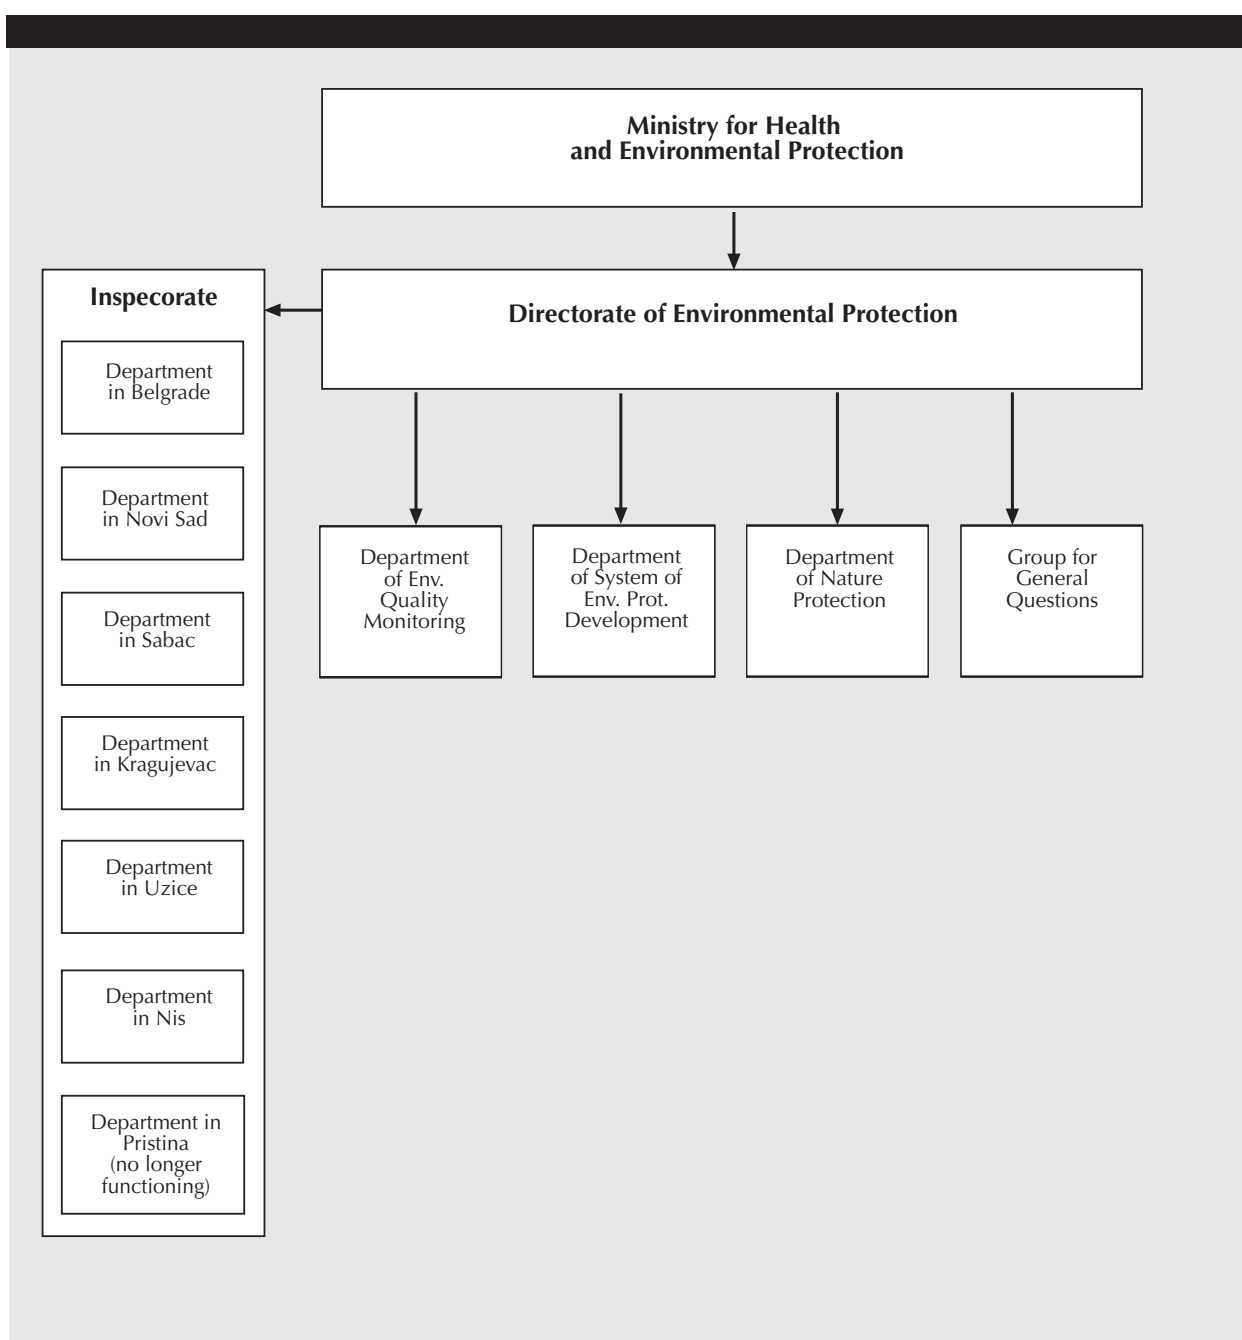 Ministry for Health
and Environmental Protection
Directorate of Environmental Protection
Inspecorate
Department
in Belgrade
Department
in Novi Sad
Department
in Sabac
Department
in Kragujevac
Department
in Uzice
Department
in Nis
Department in
Pristina
(no longer
functioning)
Department
of Env.
Quality
Monitoring
Department
of System of
Env. Prot.
Development
Department
of Nature
Protection
Group for
General
Questions